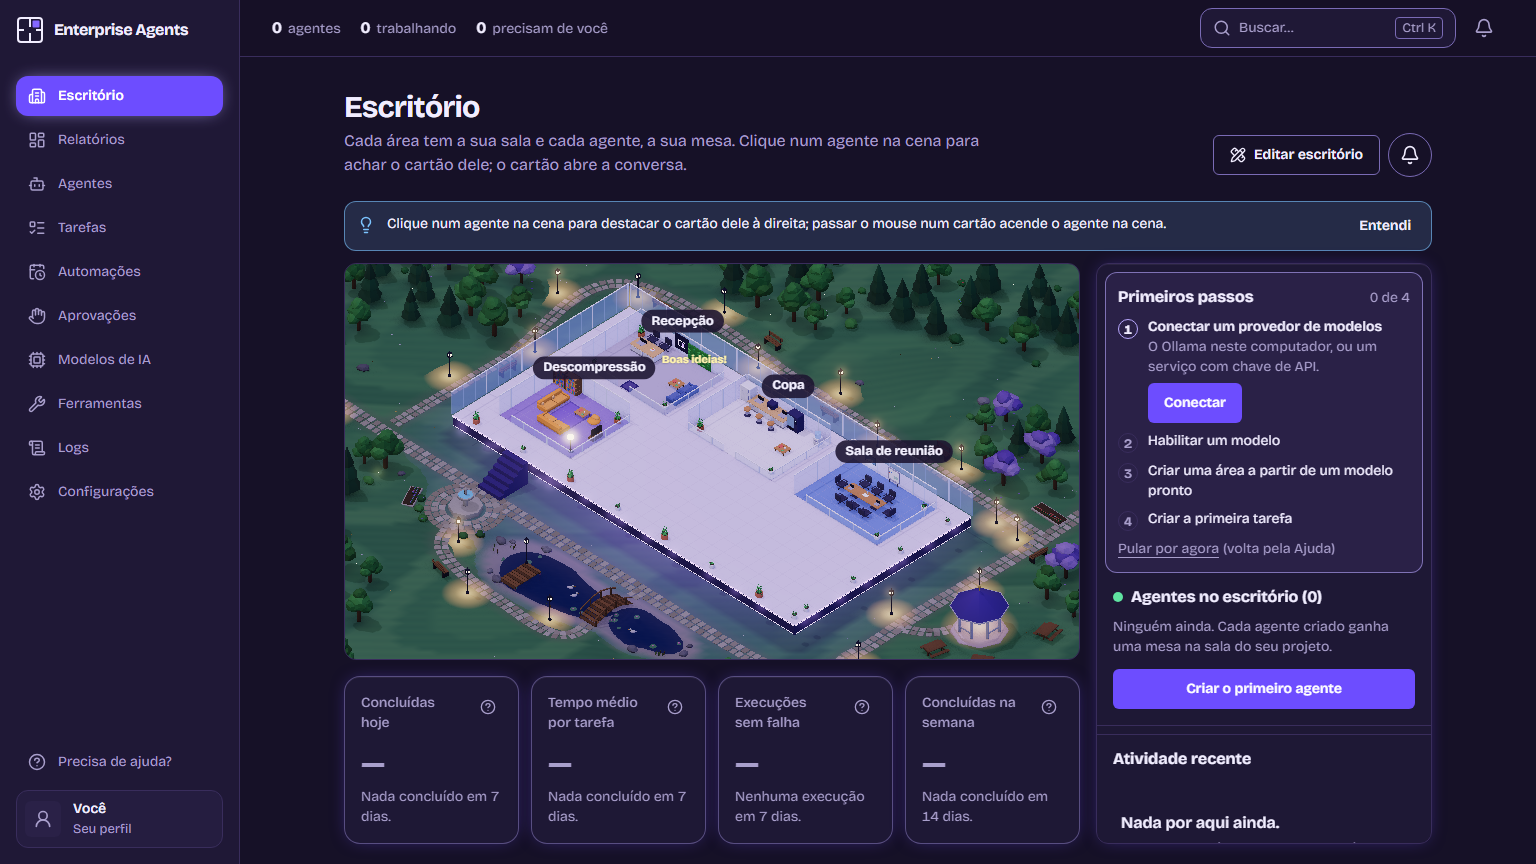 Enterprise Agents
0 agentes 0 trabalhando 0 precisam de você
Buscar... Ctrl K
Escritório
Relatórios
Agentes
Tarefas
Automações
Aprovações
Modelos de IA
Ferramentas
Logs
Configurações
Precisa de ajuda?
Você
Seu perfil
Escritório
Cada área tem a sua sala e cada agente, a sua mesa. Clique num agente na cena para
achar o cartão dele; o cartão abre a conversa.
Editar escritório
Clique num agente na cena para destacar o cartão dele à direita; passar o mouse num cartão acende o agente na cena.
Entendi
Recepção
Boas ideias!
Descompressão
Copa
Sala de reunião
Concluídas
hoje
—
Nada concluído em 7
dias.
Tempo médio
por tarefa
—
Nada concluído em 7
dias.
Execuções
sem falha
—
Nenhuma execução
em 7 dias.
Concluídas na
semana
—
Nada concluído em
14 dias.
Primeiros passos 0 de 4
1 Conectar um provedor de modelos
O Ollama neste computador, ou um
serviço com chave de API.
Conectar
2 Habilitar um modelo
3 Criar uma área a partir de um modelo
pronto
4 Criar a primeira tarefa
Pular por agora (volta pela Ajuda)
Agentes no escritório (0)
Ninguém ainda. Cada agente criado ganha
uma mesa na sala do seu projeto.
Criar o primeiro agente
Atividade recente
Nada por aqui ainda.